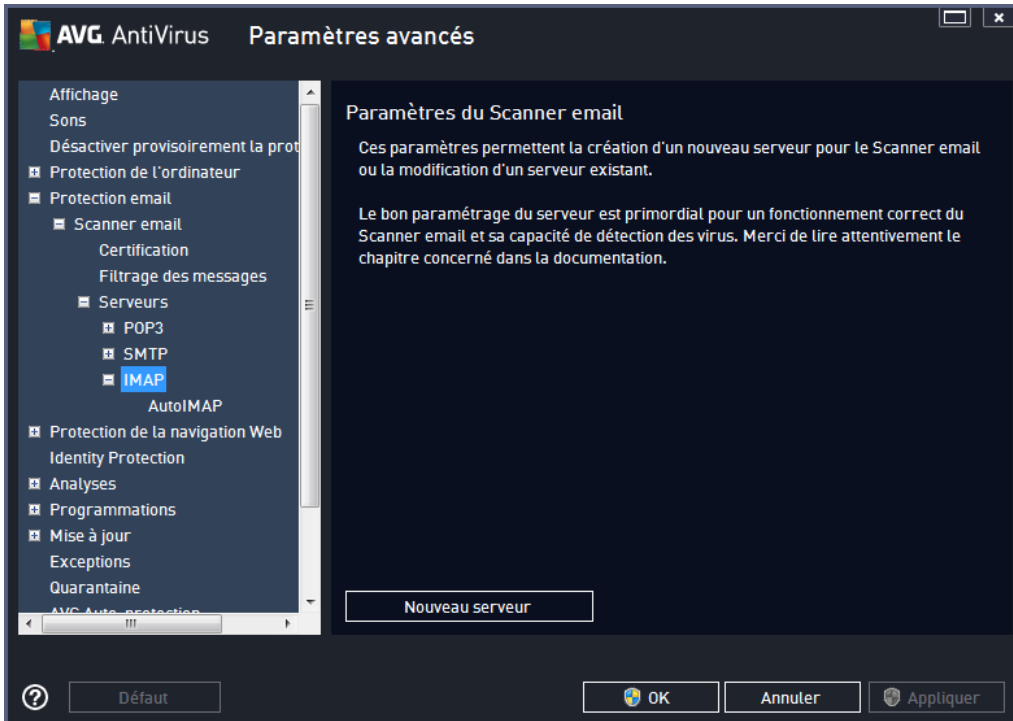 AVG. AntiVirus Paramètres avancés
Affichage
Sons
Désactiver provisoirement la prot
Protection de l'ordinateur
Protection email
Scanner email
Certification
Filtrage des messages
Serveurs
POP3
SMTP
IMAP
AutoIMAP
Protection de la navigation Web
Identity Protection
Analyses
Programmations
Mise à jour
Exceptions
Quarantaine
AVG Auto-protection
Paramètres du Scanner email
Ces paramètres permettent la création d'un nouveau serveur pour le Scanner email
ou la modification d'un serveur existant.
Le bon paramétrage du serveur est primordial pour un fonctionnement correct du
Scanner email et sa capacité de détection des virus. Merci de lire attentivement le
chapitre concerné dans la documentation.
Nouveau serveur
Défaut
OK
Annuler
Appliquer